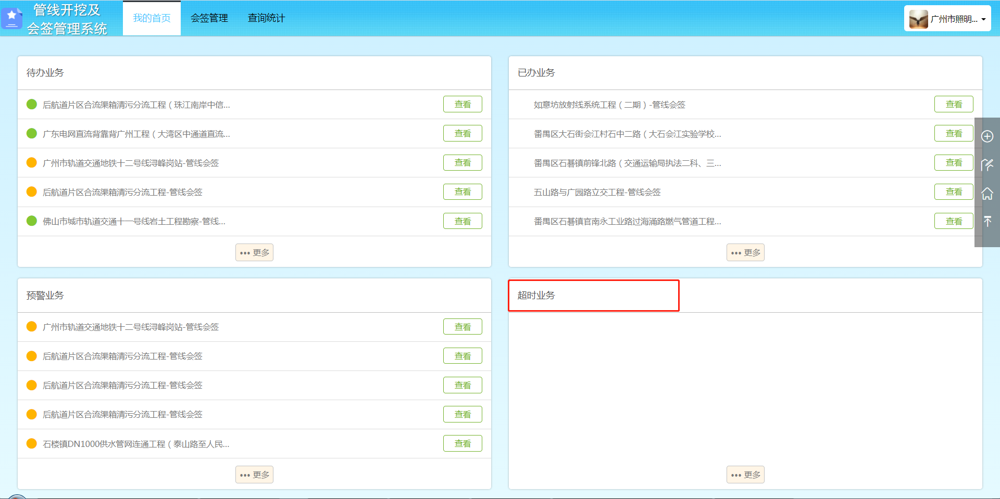 管线开挖及
会签管理系统
我的首页
会签管理
查询统计
广州市照明...
待办业务
后航道片区合流渠箱清污分流工程（珠江南岸中信...
查看
广东电网直流背靠背广州工程（大湾区中通道直流...
查看
广州市轨道交通地铁十二号线浔峰岗站-管线会签
查看
后航道片区合流渠箱清污分流工程-管线会签
查看
佛山市城市轨道交通十一号线岩土工程勘察-管线...
查看
••• 更多
已办业务
如意坊放射线系统工程（二期）-管线会签
查看
番禺区大石街会江村石中二路（大石会江实验学校...
查看
番禺区石碁镇前锋北路（交通运输局执法二科、三...
查看
五山路与广园路立交工程-管线会签
查看
番禺区石碁镇官南永工业路过海涌路燃气管道工程...
查看
••• 更多
预警业务
广州市轨道交通地铁十二号线浔峰岗站-管线会签
查看
后航道片区合流渠箱清污分流工程-管线会签
查看
后航道片区合流渠箱清污分流工程-管线会签
查看
后航道片区合流渠箱清污分流工程-管线会签
查看
石楼镇DN1000供水管网连通工程（泰山路至人民...
查看
••• 更多
超时业务
••• 更多